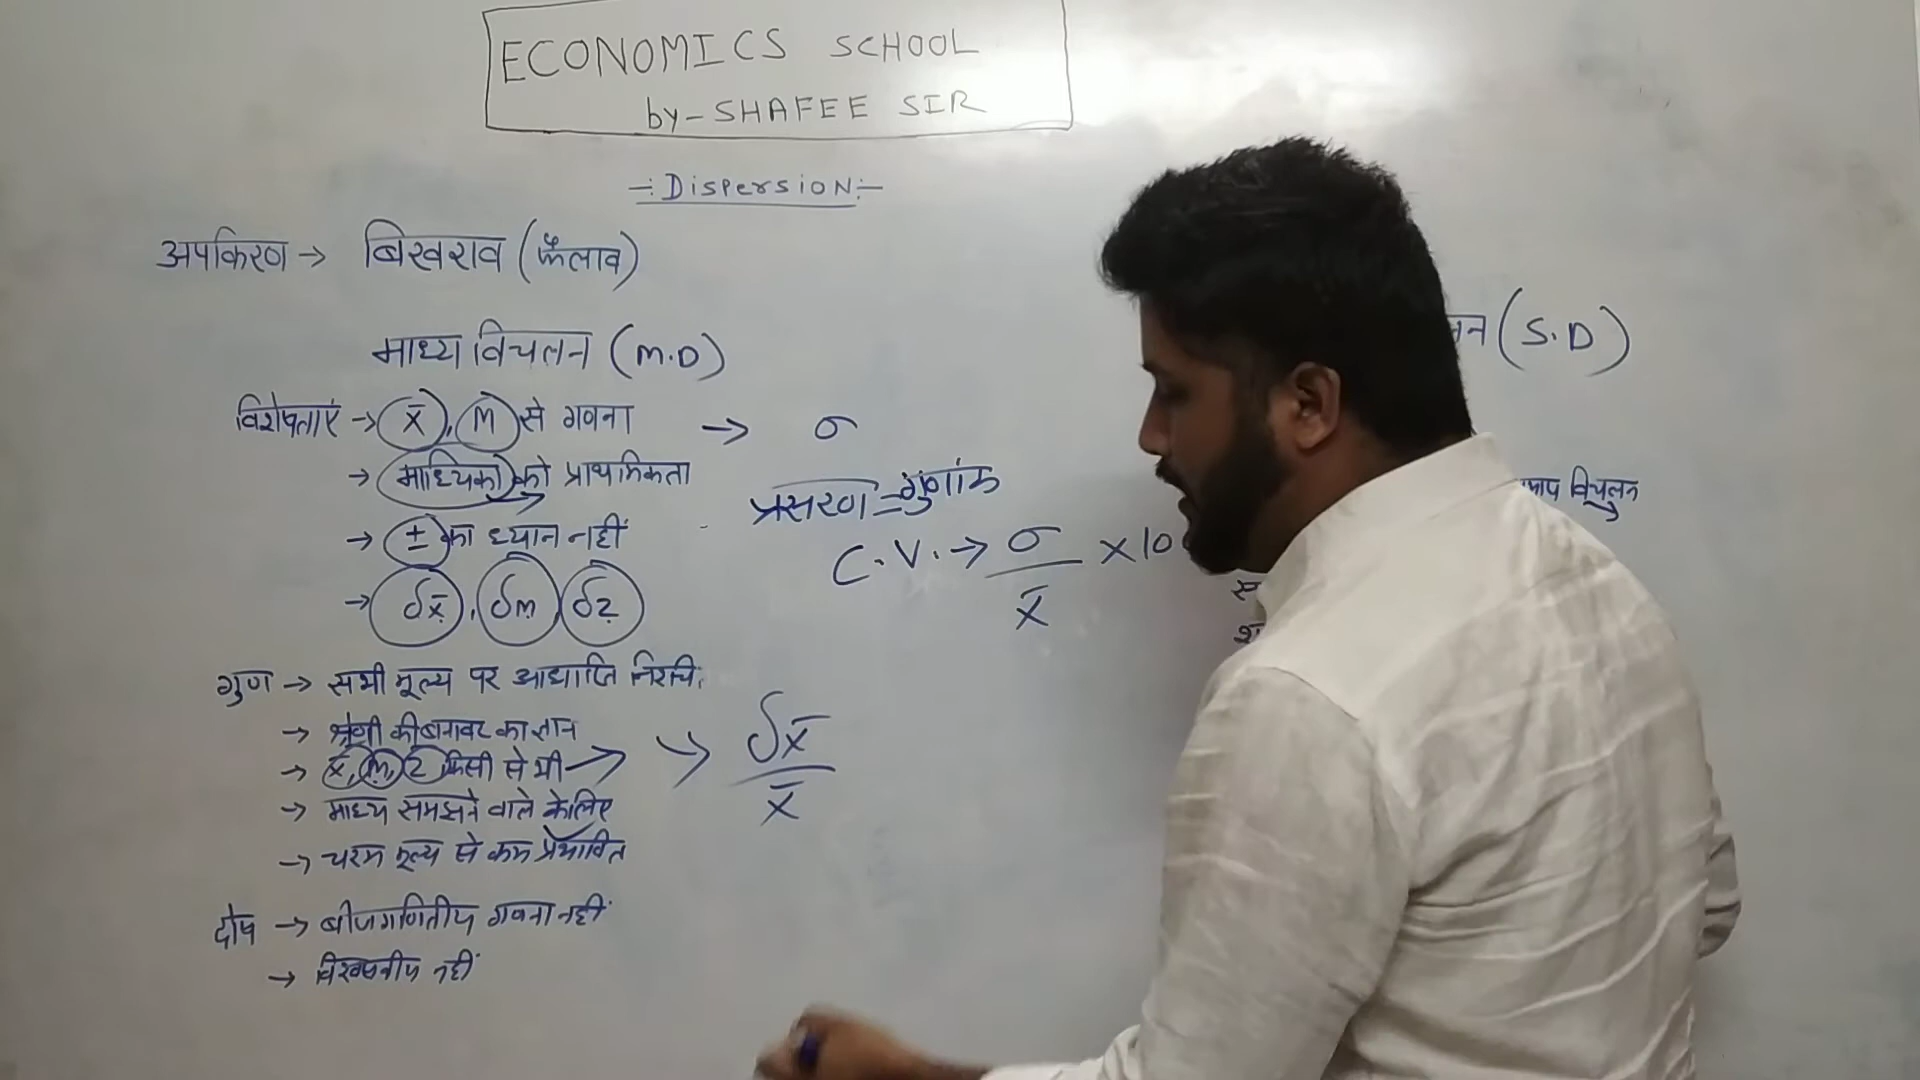 ECONOMICS SCHOOL
by-SHAFEE SIR
-: DISPERSION :-
अपकिरण → बिखराव (फैलाव)
माध्य विचलन (M.D)
विशेषताएं → x̄, M से गणना
→ माध्यिका को प्राथमिकता
→ ± का ध्यान नहीं
→ δx̄, δm, δz
गुण → सभी मूल्य पर
→ श्रेणी की बनावट का ज्ञान
→ x̄, m, z किसी से भी →
→ माध्य समझने वाले के लिए
→ चरम मूल्य से कम प्रभावित
दोष → बीजगणितीय गणना नहीं
→ विश्वसनीय नहीं
→ σ
प्रसरण - गुणांक
C.V. → σ/x̄ × 10
→ δx̄/x̄
(S.D)
विचलन